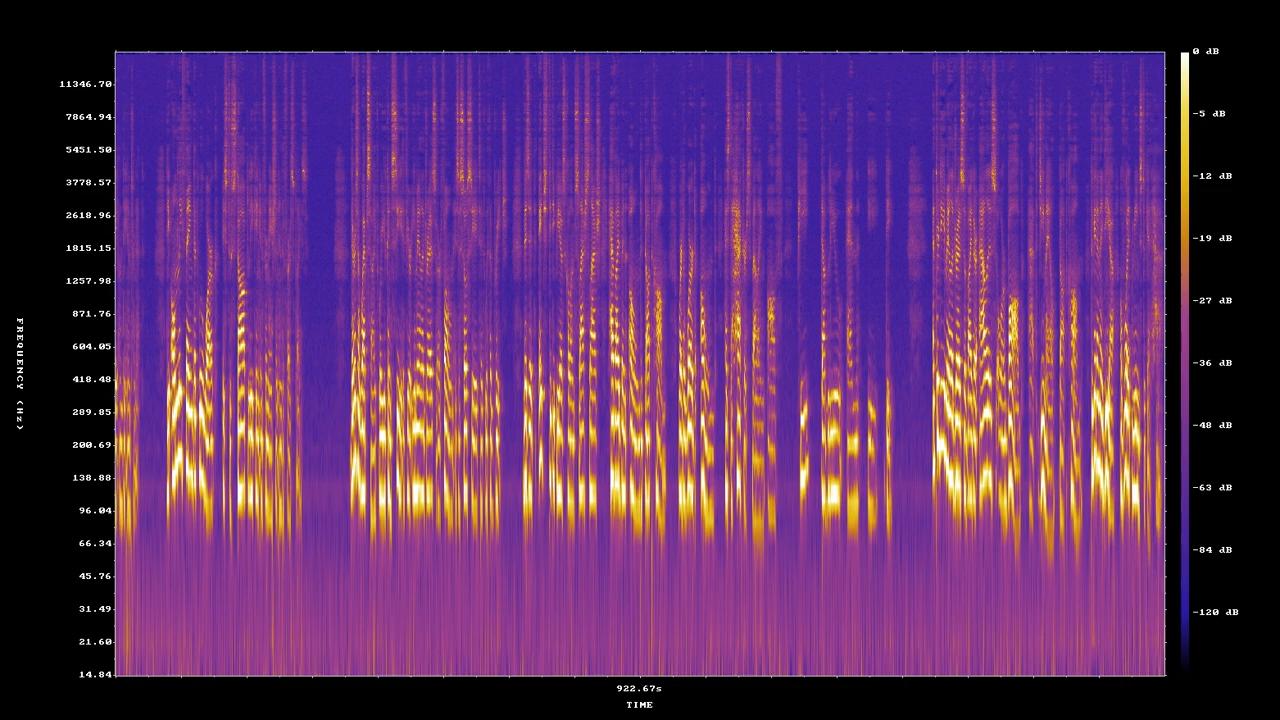 0 dB
11346.70
-5 dB
7864.94
5451.50
-12 dB
3778.57
2618.96
-19 dB
1815.15
1257.98
-27 dB
871.76
604.05
-36 dB
418.48
289.85
-48 dB
200.69
138.88
-63 dB
96.04
66.34
-84 dB
45.76
31.49
-120 dB
21.60
14.84
FREQUENCY (Hz)
922.67s
TIME